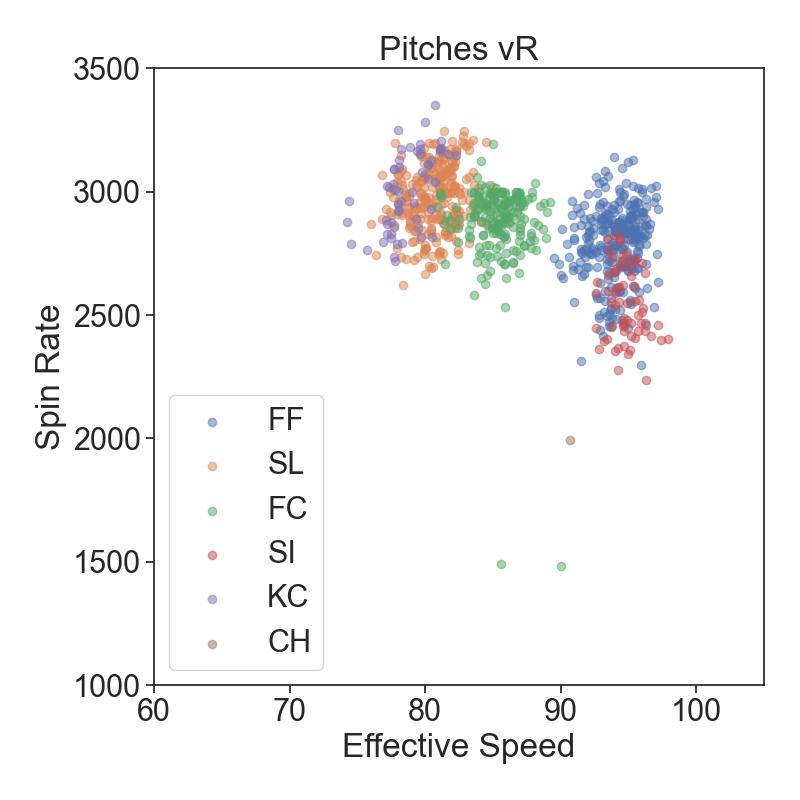 Pitches vR
3500
3000
2500
2000
1500
1000
Spin Rate
FF
SL
FC
SI
KC
CH
60 70 80 90 100
Effective Speed